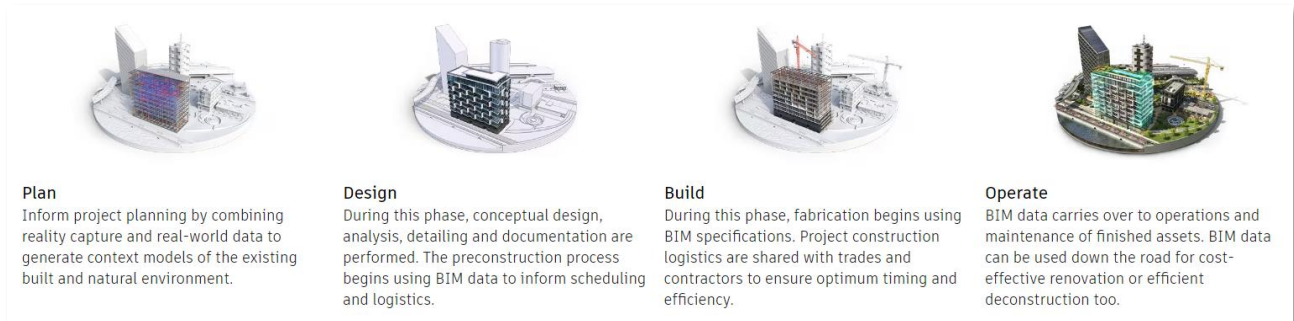 Plan
Inform project planning by combining
reality capture and real-world data to
generate context models of the existing
built and natural environment.
Design
During this phase, conceptual design,
analysis, detailing and documentation are
performed. The preconstruction process
begins using BIM data to inform scheduling
and logistics.
Build
During this phase, fabrication begins using
BIM specifications. Project construction
logistics are shared with trades and
contractors to ensure optimum timing and
efficiency.
Operate
BIM data carries over to operations and
maintenance of finished assets. BIM data
can be used down the road for cost-
effective renovation or efficient
deconstruction too.